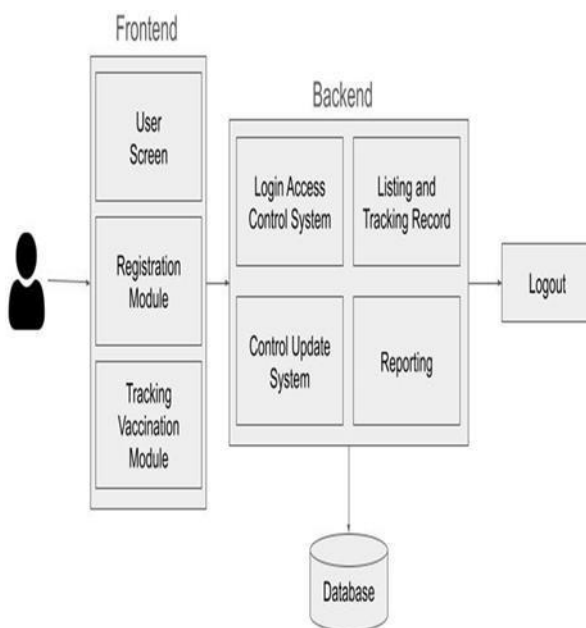 Frontend
User
Screen
Registration
Module
Tracking
Vaccination
Module
Backend
Login Access
Control System
Listing and
Tracking Record
Control Update
System
Reporting
Logout
Database